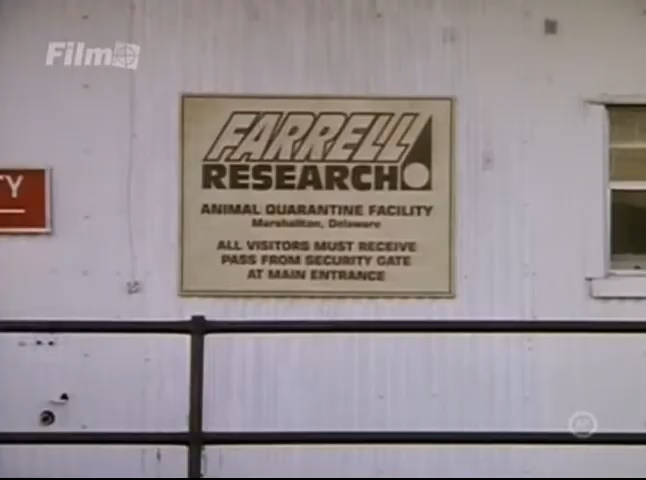 Film
FARRELL
RESEARCH
ANIMAL QUARANTINE FACILITY
Marshallton, Delaware
ALL VISITORS MUST RECEIVE
PASS FROM SECURITY GATE
AT MAIN ENTRANCE
TY